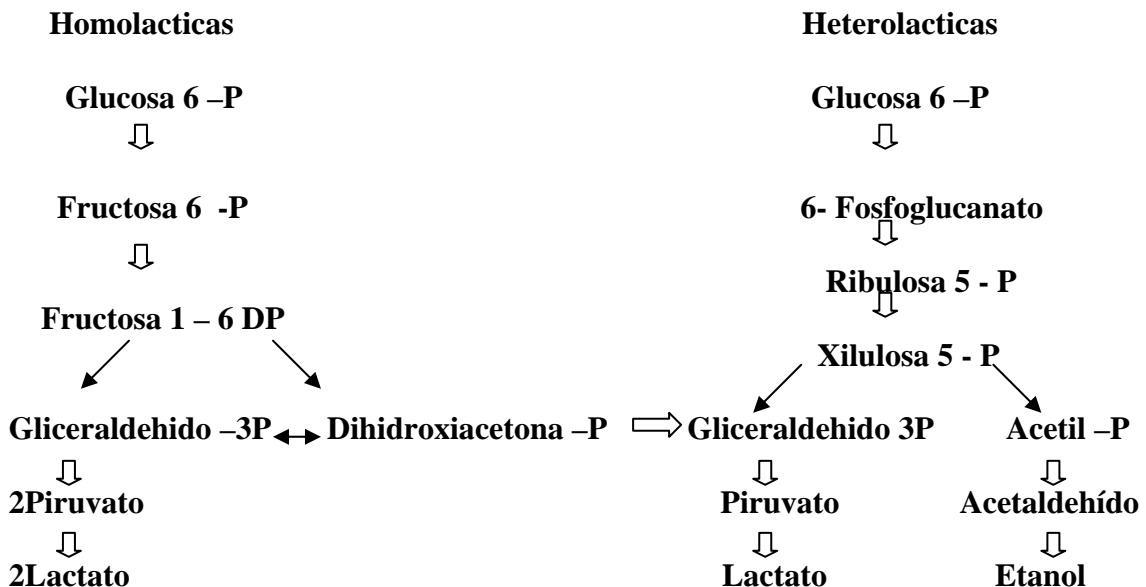 Homolacticas Heterolacticas
Glucosa 6 –P Glucosa 6 –P
Fructosa 6 -P 6- Fosfoglucanato
Ribulosa 5 - P
Fructosa 1 – 6 DP
Xilulosa 5 - P
Gliceraldehido –3P Dihidroxiacetona –P Gliceraldehido 3P Acetil –P
2Piruvato Piruvato Acetaldehído
2Lactato Lactato Etanol